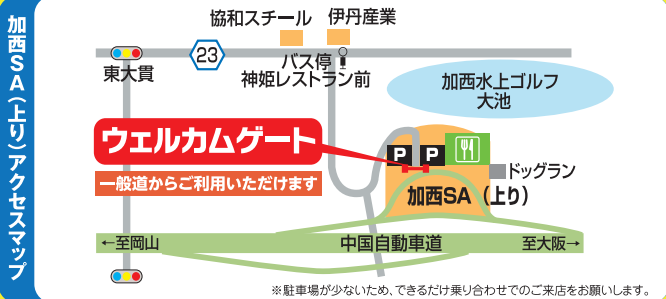 加西SA(上り)アクセスマップ
協和スチール
伊丹産業
23
バス停
神姫レストラン前
東大貫
加西水上ゴルフ
大池
ウェルカムゲート
一般道からご利用いただけます
P
P
ドッグラン
加西SA(上り)
←至岡山
中国自動車道
至大阪→
※駐車場が少ないため、できるだけ乗り合わせでのご来店をお願いします。